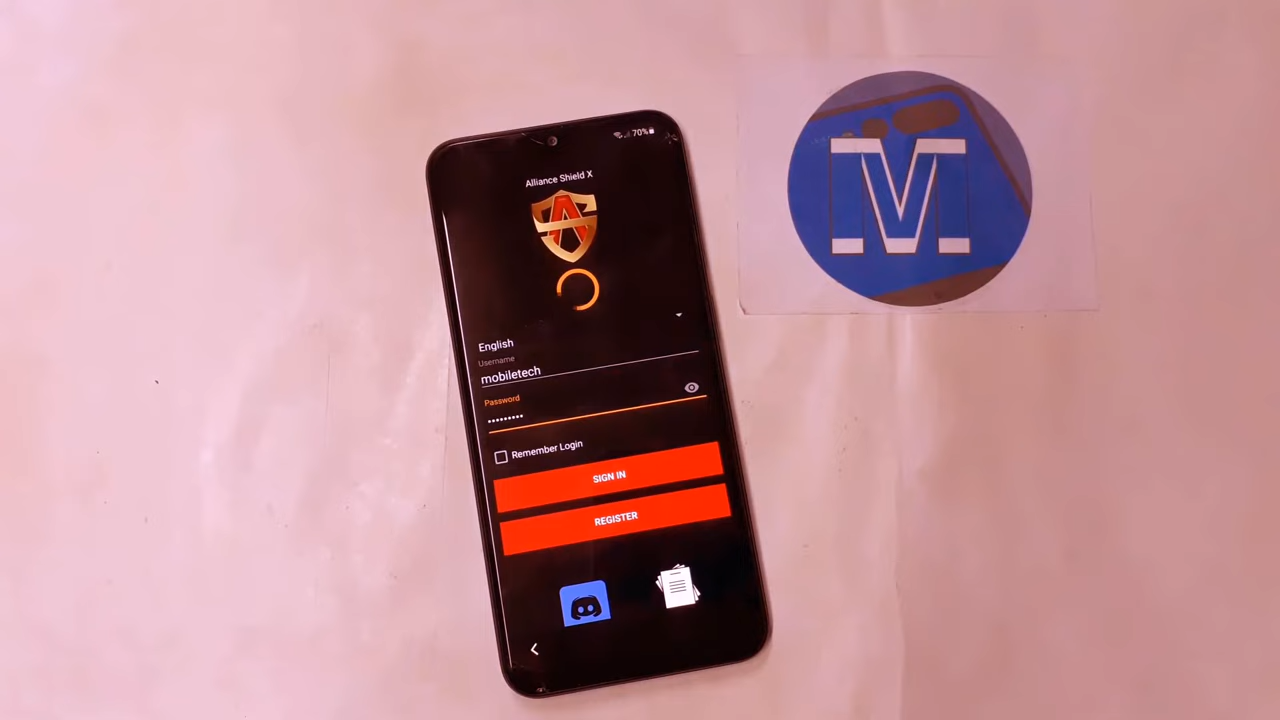 70%
Alliance Shield X
English
Username
mobiletech
Password
•••••••••
Remember Login
SIGN IN
REGISTER
M